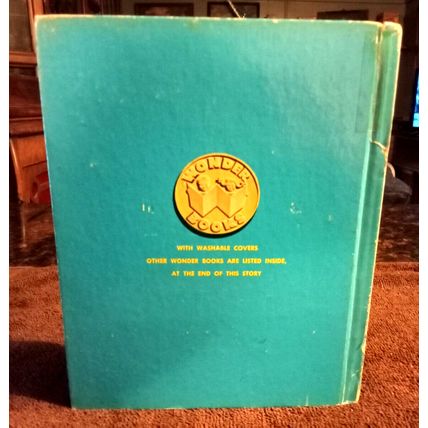 WONDER
BOOKS
WITH WASHABLE COVERS
OTHER WONDER BOOKS ARE LISTED INSIDE,
AT THE END OF THIS STORY